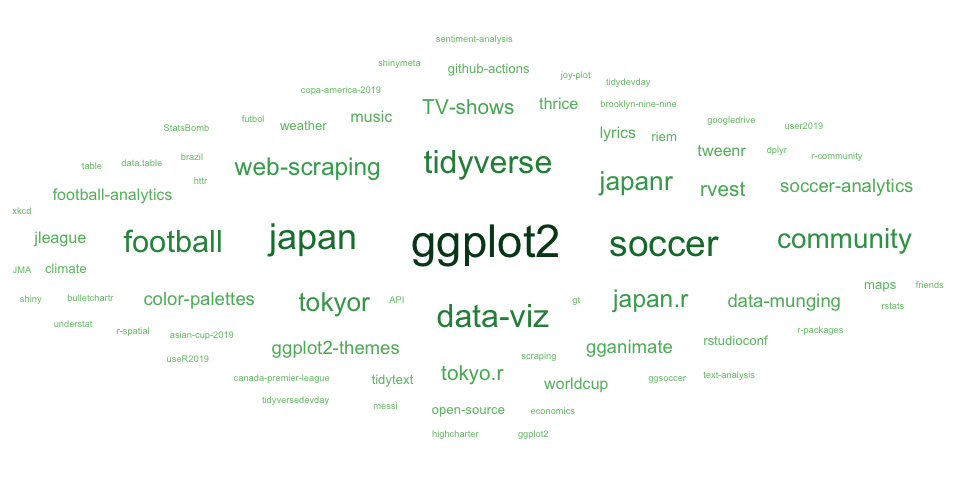 sentiment-analysis
shinymeta
github-actions
joy-plot
tidydevday
copa-america-2019
TV-shows
thrice
brooklyn-nine-nine
futbol
music
googledrive
StatsBomb
weather
lyrics
riem
user2019
tweenr
dplyr
r-community
table
data.table
brazil
web-scraping
tidyverse
httr
japanr
rvest
soccer-analytics
football-analytics
xkcd
jleague
football
japan
ggplot2
soccer
community
JMA
climate
maps
friends
shiny
bulletchartr
color-palettes
tokyor
API
gt
japan.r
data-munging
rstats
understat
r-spatial
asian-cup-2019
data-viz
r-packages
useR2019
ggplot2-themes
scraping
gganimate
rstudioconf
canada-premier-league
tidytext
tokyo.r
worldcup
ggsoccer
text-analysis
tidyversedevday
messi
open-source
economics
highcharter
ggplot2